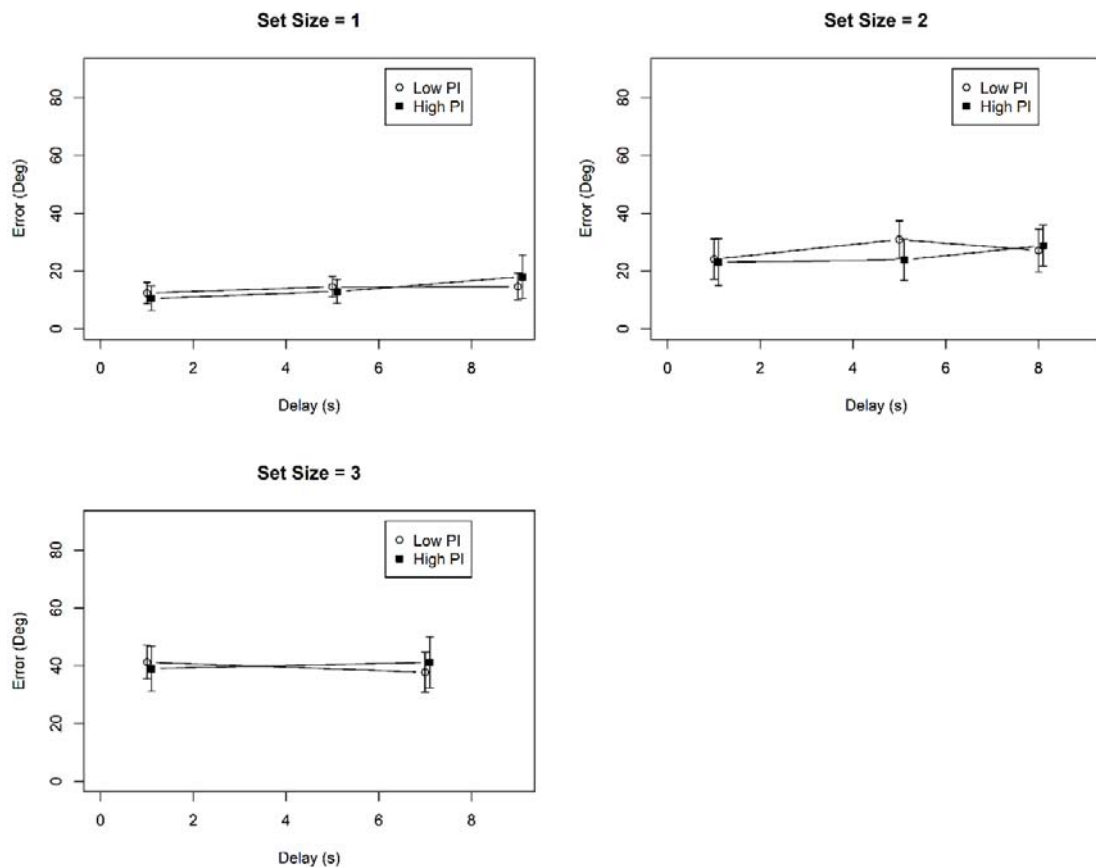 Set Size = 1
Low PI
High PI
Error (Deg)
0
20
40
60
80
0
2
4
6
8
Delay (s)
Set Size = 2
Low PI
High PI
Error (Deg)
0
20
40
60
80
0
2
4
6
8
Delay (s)
Set Size = 3
Low PI
High PI
Error (Deg)
0
20
40
60
80
0
2
4
6
8
Delay (s)